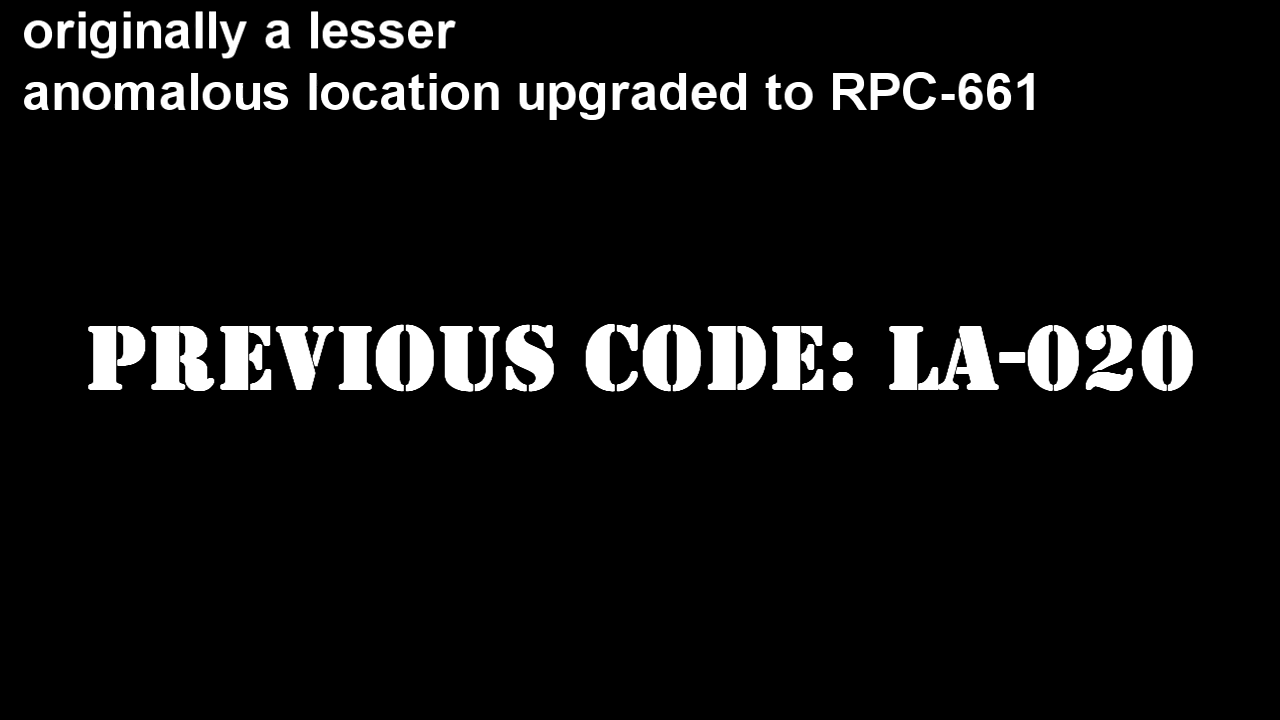 originally a lesser
anomalous location upgraded to RPC-661
PREVIOUS CODE: LA-020